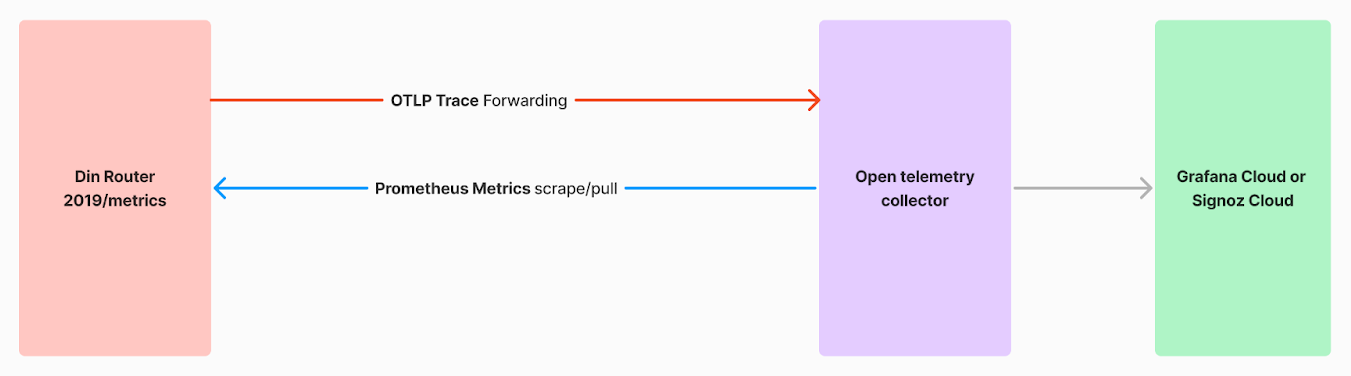 OTLP Trace Forwarding
Din Router
2019/metrics
Prometheus Metrics scrape/pull
Open telemetry
collector
Grafana Cloud or
Signoz Cloud